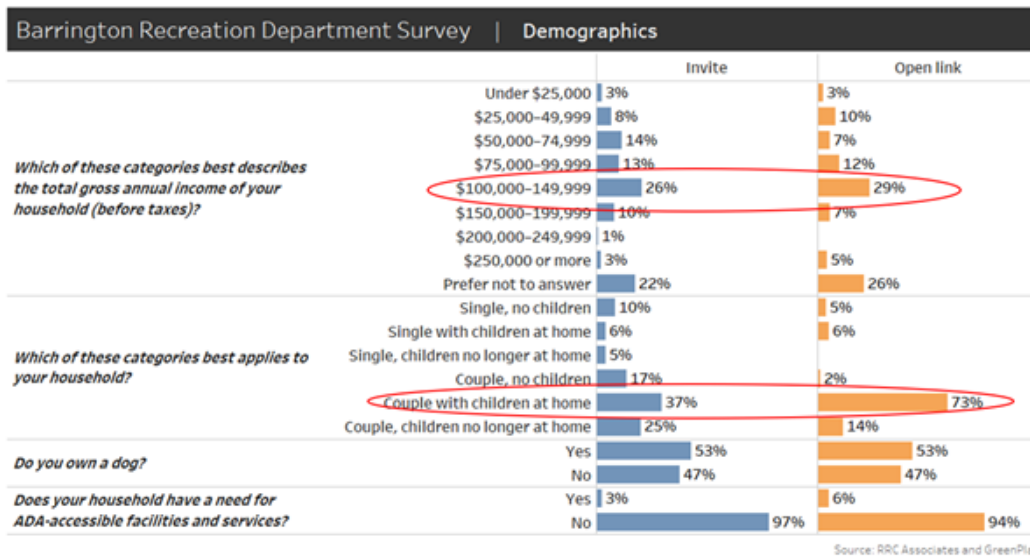 Barrington Recreation Department Survey | Demographics
Invite Open link
Which of these categories best describes
the total gross annual income of your
household (before taxes)?
Under $25,000 3% 3%
$25,000–49,999 8% 10%
$50,000–74,999 14% 7%
$75,000–99,999 13% 12%
$100,000–149,999 26% 29%
$150,000–199,999 10% 7%
$200,000–249,999 1%
$250,000 or more 3% 5%
Prefer not to answer 22% 26%
Which of these categories best applies to
your household?
Single, no children 10% 5%
Single with children at home 6% 6%
Single, children no longer at home 5%
Couple, no children 17% 2%
Couple with children at home 37% 73%
Couple, children no longer at home 25% 14%
Do you own a dog?
Yes 53% 53%
No 47% 47%
Does your household have a need for
ADA-accessible facilities and services?
Yes 3% 6%
No 97% 94%
Source: RRC Associates and